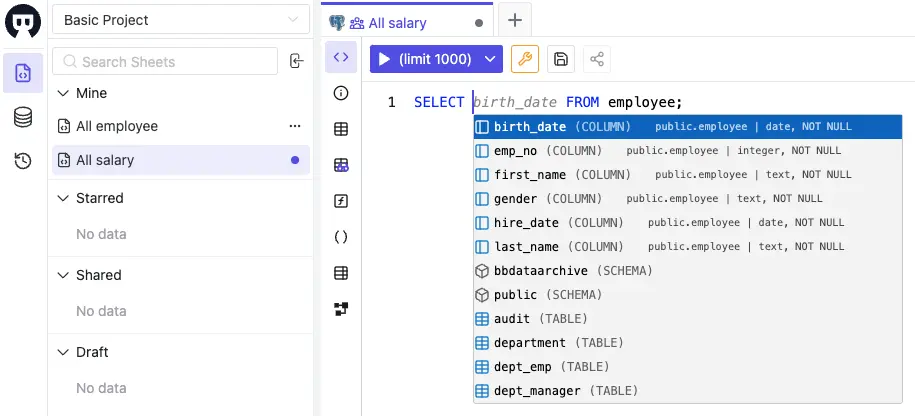 Basic Project
Search Sheets
Mine
All employee
All salary
Starred
No data
Shared
No data
Draft
No data
All salary
(limit 1000)
1 SELECT birth_date FROM employee;
birth_date (COLUMN) public.employee | date, NOT NULL
emp_no (COLUMN) public.employee | integer, NOT NULL
first_name (COLUMN) public.employee | text, NOT NULL
gender (COLUMN) public.employee | text, NOT NULL
hire_date (COLUMN) public.employee | date, NOT NULL
last_name (COLUMN) public.employee | text, NOT NULL
bbdataarchive (SCHEMA)
public (SCHEMA)
audit (TABLE)
department (TABLE)
dept_emp (TABLE)
dept_manager (TABLE)